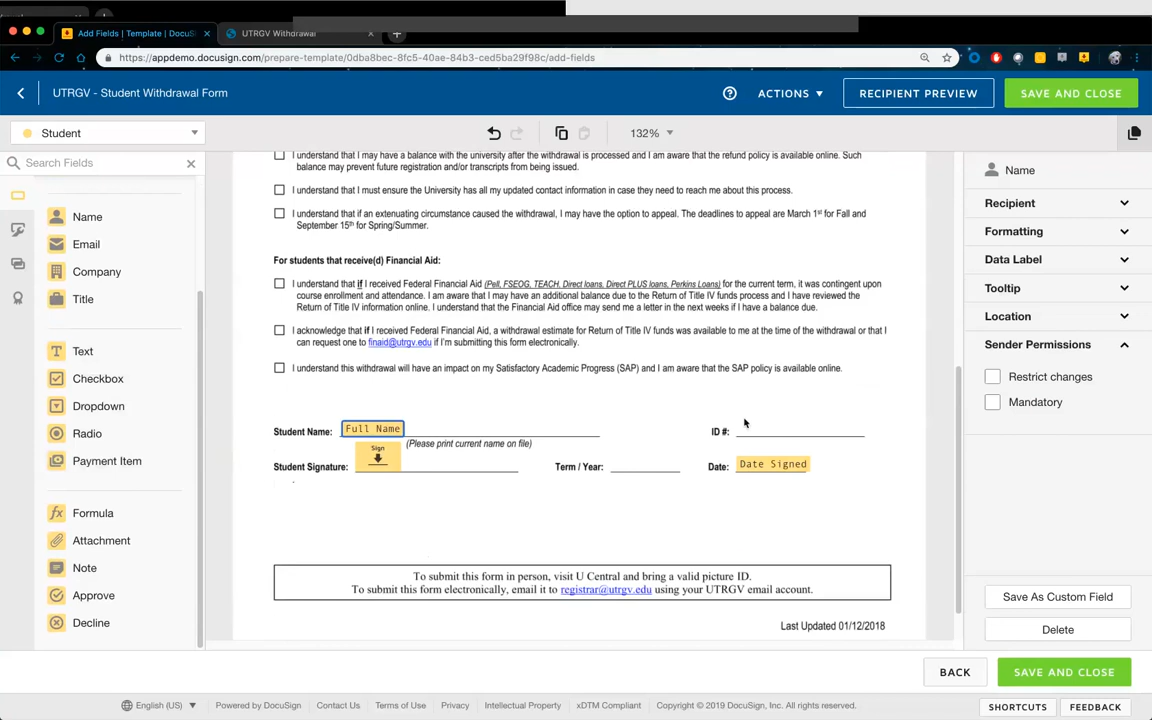 Add Fields | Template | DocuS
UTRGV Withdrawal
https://appdemo.docusign.com/prepare-template/0dba8bec-8fc5-40ae-84b3-ced5ba29f98c/add-fields
UTRGV - Student Withdrawal Form
ACTIONS
RECIPIENT PREVIEW
SAVE AND CLOSE
Student
132%
Search Fields
Name
Email
Company
Title
Text
Checkbox
Dropdown
Radio
Payment Item
Formula
Attachment
Note
Approve
Decline
I understand that I may have a balance with the university after the withdrawal is processed and I am aware that the refund policy is available online. Such
balance may prevent future registration and/or transcripts from being issued.
I understand that I must ensure the University has all my updated contact information in case they need to reach me about this process.
I understand that if an extenuating circumstance caused the withdrawal, I may have the option to appeal. The deadlines to appeal are March 1st for Fall and
September 15th for Spring/Summer.
For students that receive(d) Financial Aid:
I understand that if I received Federal Financial Aid (Pell, FSEOG, TEACH, Direct loans, Direct PLUS loans, Perkins Loans) for the current term, it was contingent upon
course enrollment and attendance. I am aware that I may have an additional balance due to the Return of Title IV funds process and I have reviewed the
Return of Title IV information online. I understand that the Financial Aid office may send me a letter in the next weeks if I have a balance due.
I acknowledge that if I received Federal Financial Aid, a withdrawal estimate for Return of Title IV funds was available to me at the time of the withdrawal or that I
can request one to finaid@utrgv.edu if I'm submitting this form electronically.
I understand this withdrawal will have an impact on my Satisfactory Academic Progress (SAP) and I am aware that the SAP policy is available online.
Student Name: Full Name ID #:
(Please print current name on file)
Sign
Student Signature: Term / Year: Date: Date Signed
To submit this form in person, visit U Central and bring a valid picture ID.
To submit this form electronically, email it to registrar@utrgv.edu using your UTRGV email account.
Last Updated 01/12/2018
Name
Recipient
Formatting
Data Label
Tooltip
Location
Sender Permissions
Restrict changes
Mandatory
Save As Custom Field
Delete
BACK
SAVE AND CLOSE
English (US)
Powered by DocuSign
Contact Us
Terms of Use
Privacy
Intellectual Property
xDTM Compliant
Copyright © 2019 DocuSign, Inc. All rights reserved.
SHORTCUTS
FEEDBACK